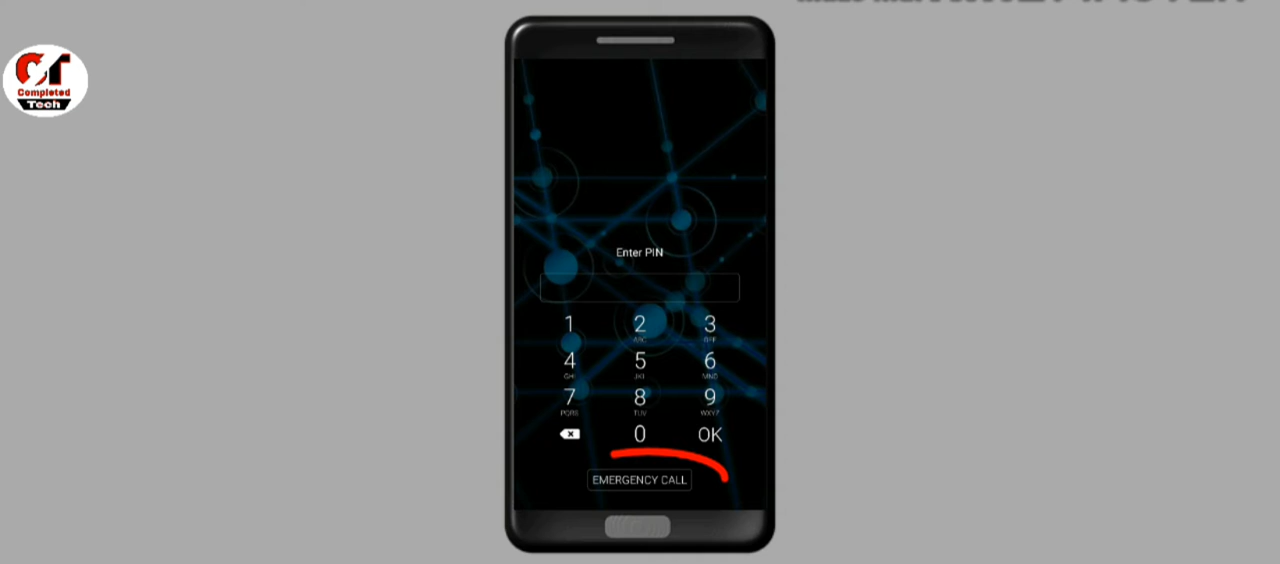 CT
Completed
Tech
Enter PIN
1
2
ABC
3
DEF
4
GHI
5
JKL
6
MNO
7
PQRS
8
TUV
9
WXYZ
0
OK
EMERGENCY CALL